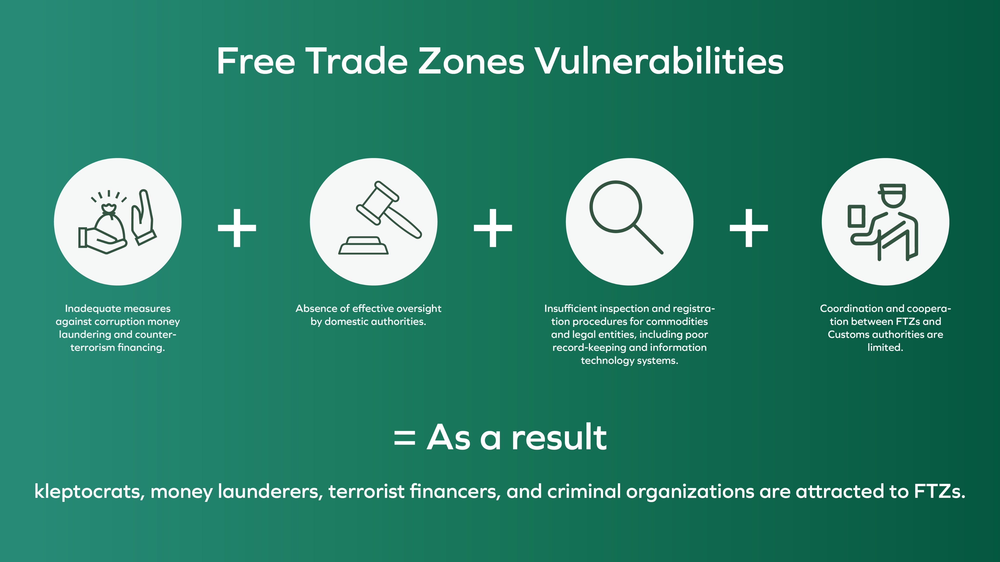 Free Trade Zones Vulnerabilities
+
+
+
Inadequate measures
against corruption money
laundering and counter-
terrorism financing.
Absence of effective oversight
by domestic authorities.
Insufficient inspection and registra-
tion procedures for commodities
and legal entities, including poor
record-keeping and information
technology systems.
Coordination and coopera-
tion between FTZs and
Customs authorities are
limited.
= As a result
kleptocrats, money launderers, terrorist financers, and criminal organizations are attracted to FTZs.